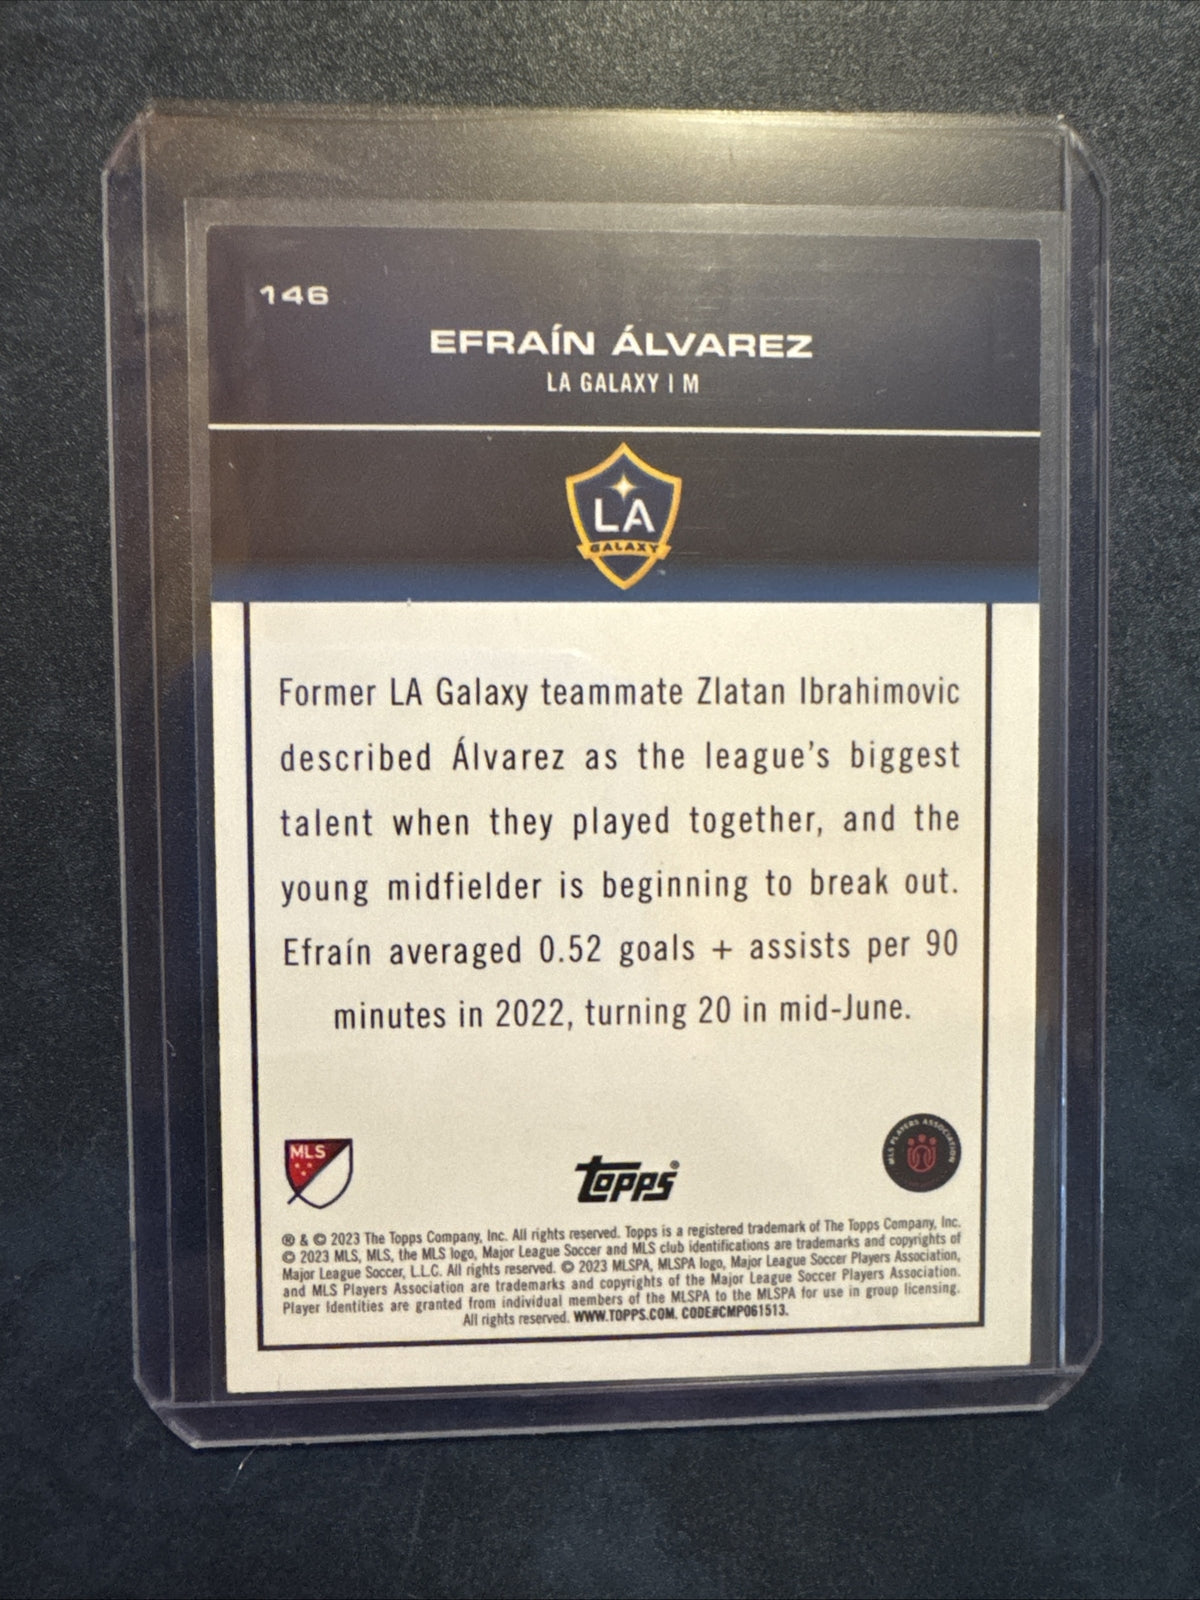 146
EFRAÍN ÁLVAREZ
LA GALAXY | M
LA
GALAXY
Former LA Galaxy teammate Zlatan Ibrahimovic
described Álvarez as the league's biggest
talent when they played together, and the
young midfielder is beginning to break out.
Efraín averaged 0.52 goals + assists per 90
minutes in 2022, turning 20 in mid-June.
MLS
Topps®
MLS PLAYERS ASSOCIATION
® & © 2023 The Topps Company, Inc. All rights reserved. Topps is a registered trademark of The Topps Company, Inc.
© 2023 MLS, MLS, the MLS logo, Major League Soccer and MLS club identifications are trademarks and copyrights of
Major League Soccer, L.L.C. All rights reserved. © 2023 MLSPA, MLSPA logo, Major League Soccer Players Association,
and MLS Players Association are trademarks and copyrights of the Major League Soccer Players Association.
Player Identities are granted from individual members of the MLSPA to the MLSPA for use in group licensing.
All rights reserved. WWW.TOPPS.COM. CODE#CMP061513.